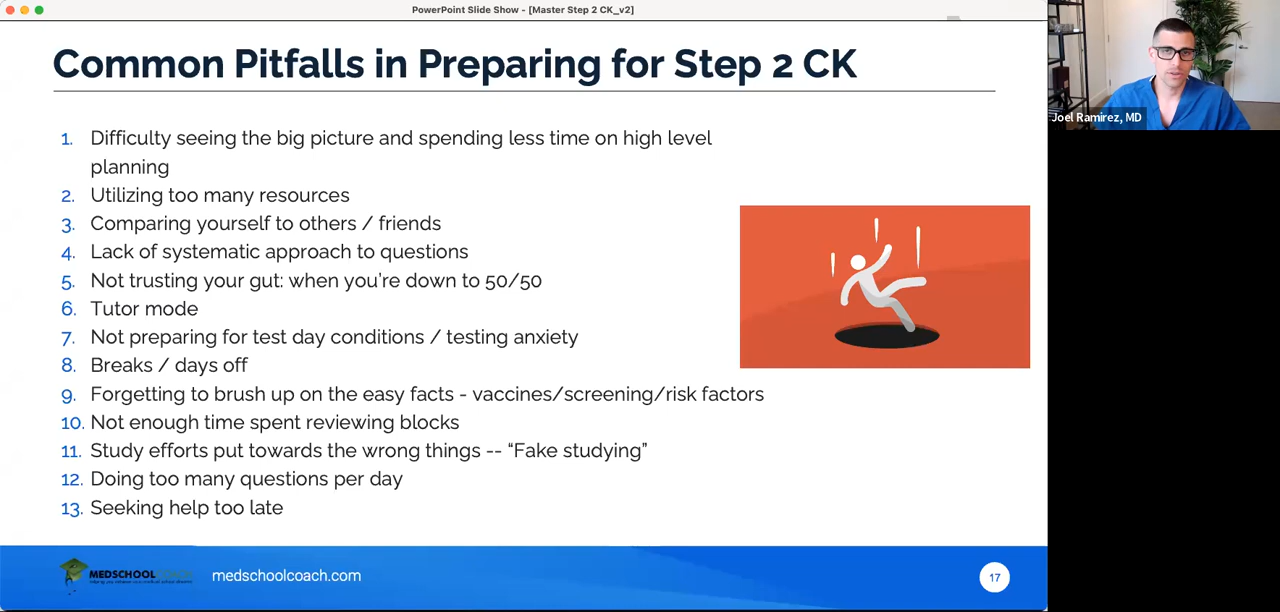 PowerPoint Slide Show - [Master Step 2 CK_v2]
Common Pitfalls in Preparing for Step 2 CK
Joel Ramirez, MD
1. Difficulty seeing the big picture and spending less time on high level
planning
2. Utilizing too many resources
3. Comparing yourself to others / friends
4. Lack of systematic approach to questions
5. Not trusting your gut: when you're down to 50/50
6. Tutor mode
7. Not preparing for test day conditions / testing anxiety
8. Breaks / days off
9. Forgetting to brush up on the easy facts - vaccines/screening/risk factors
10. Not enough time spent reviewing blocks
11. Study efforts put towards the wrong things -- “Fake studying”
12. Doing too many questions per day
13. Seeking help too late
MEDSCHOOLCOACH
medschoolcoach.com
17